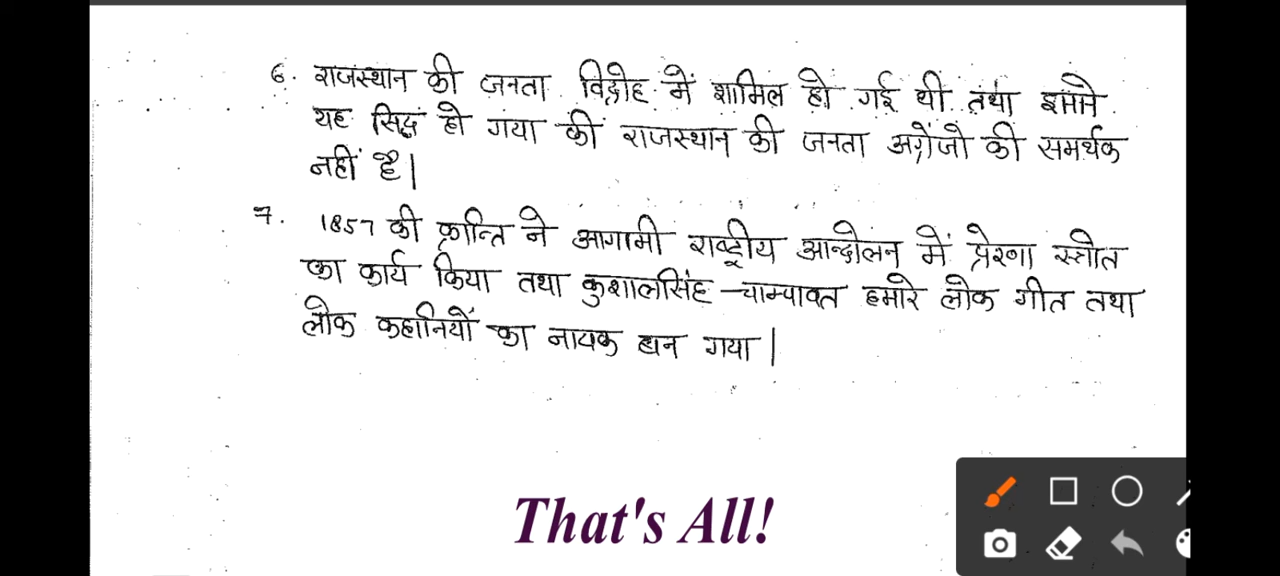 6. राजस्थान की जनता विद्रोह में शामिल हो गई थी तथा इसने
यह सिद्ध हो गया की राजस्थान की जनता अंग्रेजो की समर्थक
नहीं है।
7. 1857 की क्रान्ति ने आगामी राष्ट्रीय आन्दोलन में प्रेरणा स्त्रोत
का कार्य किया तथा कुशालसिंह चाम्पावत हमारे लोक गीत तथा
लोक कहानियों का नायक बन गया।
That's All!